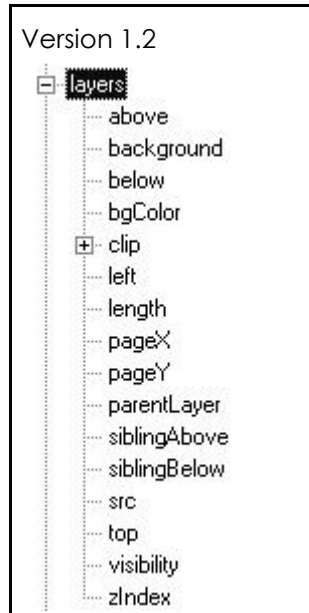 Version 1.2
layers
above
background
below
bgColor
clip
left
length
pageX
pageY
parentLayer
siblingAbove
siblingBelow
src
top
visibility
zIndex